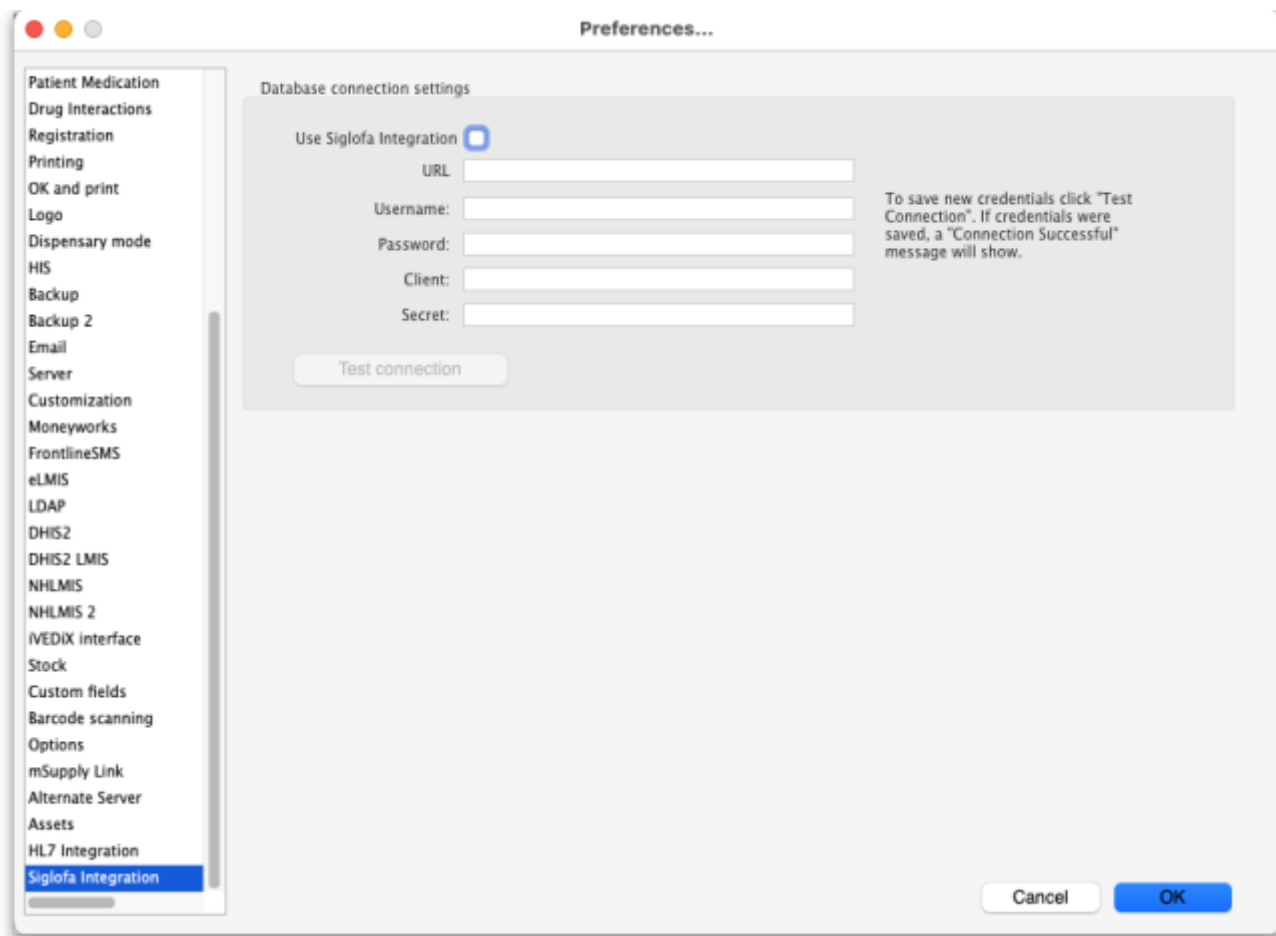 Preferences...
Patient Medication
Drug Interactions
Registration
Printing
OK and print
Logo
Dispensary mode
HIS
Backup
Backup 2
Email
Server
Customization
Moneyworks
FrontlineSMS
eLMIS
LDAP
DHIS2
DHIS2 LMIS
NHLMIS
NHLMIS 2
iVEDiX interface
Stock
Custom fields
Barcode scanning
Options
mSupply Link
Alternate Server
Assets
HL7 Integration
Siglofa Integration
Database connection settings
Use Siglofa Integration
URL
Username:
Password:
Client:
Secret:
To save new credentials click "Test
Connection". If credentials were
saved, a "Connection Successful"
message will show.
Test connection
Cancel
OK